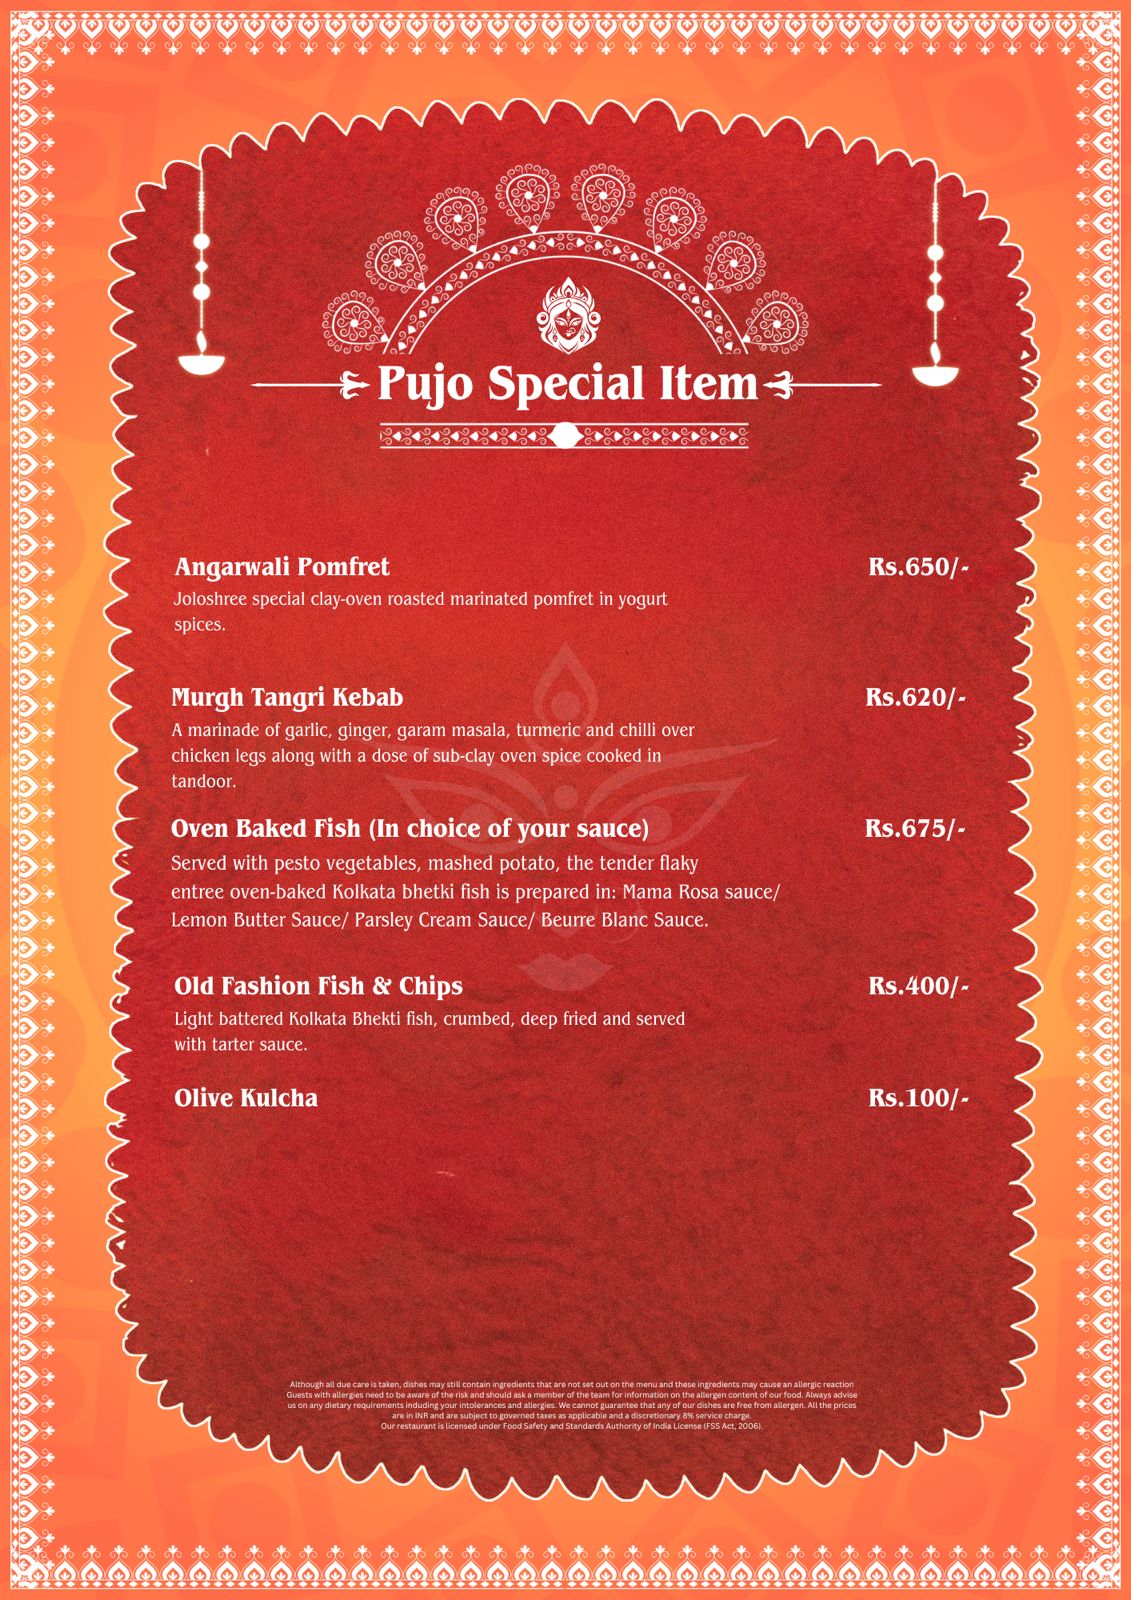 Pujo Special Item
Angarwali Pomfret Rs.650/-
Joloshree special clay-oven roasted marinated pomfret in yogurt
spices.
Murgh Tangri Kebab Rs.620/-
A marinade of garlic, ginger, garam masala, turmeric and chilli over
chicken legs along with a dose of sub-clay oven spice cooked in
tandoor.
Oven Baked Fish (In choice of your sauce) Rs.675/-
Served with pesto vegetables, mashed potato, the tender flaky
entree oven-baked Kolkata bhetki fish is prepared in: Mama Rosa sauce/
Lemon Butter Sauce/ Parsley Cream Sauce/ Beurre Blanc Sauce.
Old Fashion Fish & Chips Rs.400/-
Light battered Kolkata Bhekti fish, crumbed, deep fried and served
with tarter sauce.
Olive Kulcha Rs.100/-
Although all due care is taken, dishes may still contain ingredients that are not set out on the menu and these ingredients may cause an allergic reaction
Guests with allergies need to be aware of the risk and should ask a member of the team for information on the allergen content of our food. Always advise
us on any dietary requirements including your intolerances and allergies. We cannot guarantee that any of our dishes are free from allergen. All the prices
are in INR and are subject to governed taxes as applicable and a discretionary 8% service charge.
Our restaurant is licensed under Food Safety and Standards Authority of India License (FSS Act, 2006).